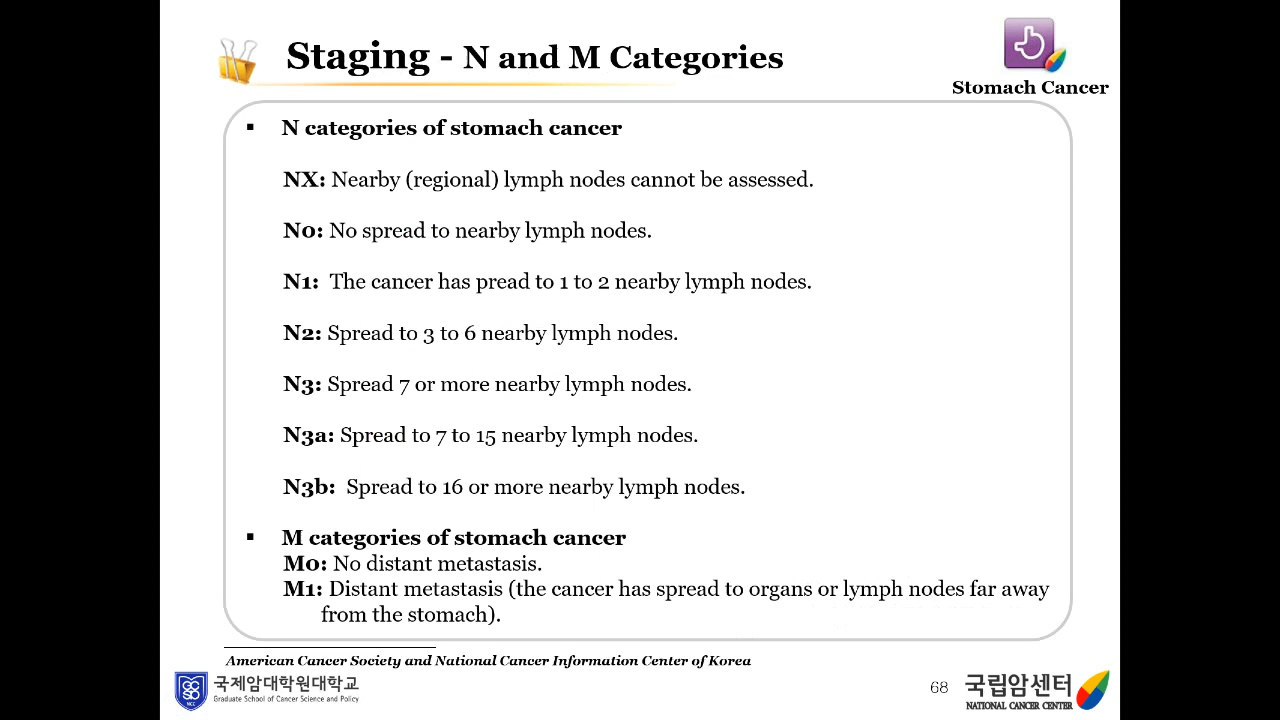 Staging - N and M Categories
Stomach Cancer
▪ N categories of stomach cancer
NX: Nearby (regional) lymph nodes cannot be assessed.
N0: No spread to nearby lymph nodes.
N1: The cancer has pread to 1 to 2 nearby lymph nodes.
N2: Spread to 3 to 6 nearby lymph nodes.
N3: Spread 7 or more nearby lymph nodes.
N3a: Spread to 7 to 15 nearby lymph nodes.
N3b: Spread to 16 or more nearby lymph nodes.
▪ M categories of stomach cancer
M0: No distant metastasis.
M1: Distant metastasis (the cancer has spread to organs or lymph nodes far away
from the stomach).
American Cancer Society and National Cancer Information Center of Korea
국제암대학원대학교
Graduate School of Cancer Science and Policy
68
국립암센터
NATIONAL CANCER CENTER